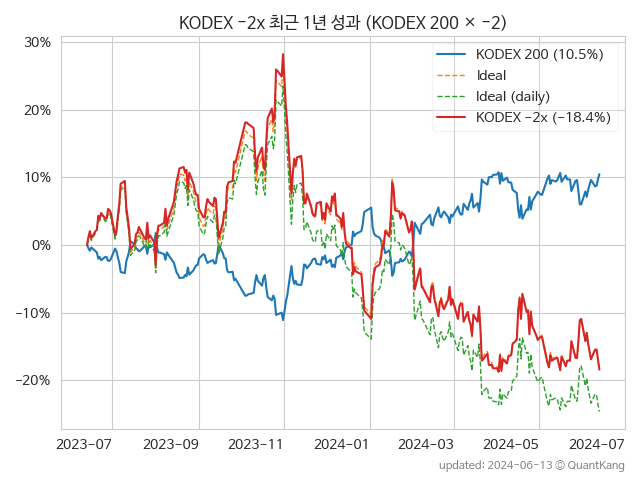 KODEX −2x 최근 1년 성과 (KODEX 200 × −2)
30%
20%
10%
0%
−10%
−20%
KODEX 200 (10.5%)
Ideal
Ideal (daily)
KODEX −2x (−18.4%)
2023-07
2023-09
2023-11
2024-01
2024-03
2024-05
2024-07
updated: 2024-06-13 ⓒ QuantKang